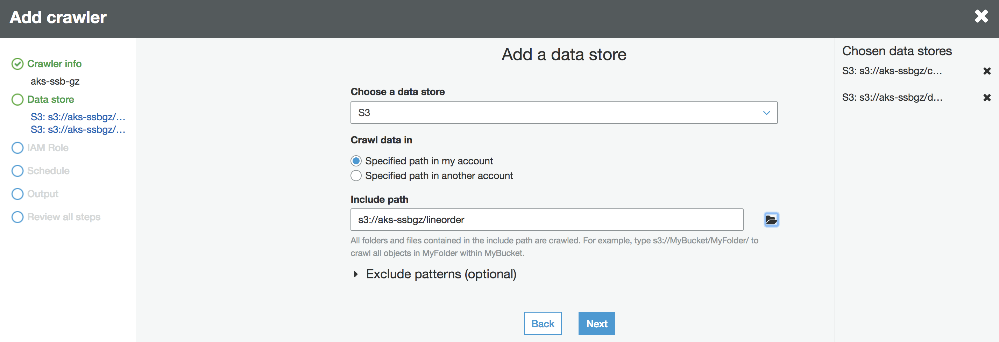 Add crawler
Crawler info
aks-ssb-gz
Data store
S3: s3://aks-ssbgz/...
S3: s3://aks-ssbgz/...
IAM Role
Schedule
Output
Review all steps
Add a data store
Choose a data store
S3
Crawl data in
Specified path in my account
Specified path in another account
Include path
s3://aks-ssbgz/lineorder
All folders and files contained in the include path are crawled. For example, type s3://MyBucket/MyFolder/ to
crawl all objects in MyFolder within MyBucket.
Exclude patterns (optional)
Back
Next
Chosen data stores
S3: s3://aks-ssbgz/c...
S3: s3://aks-ssbgz/d...